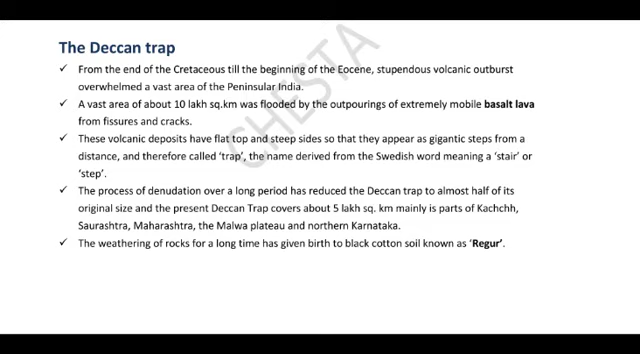 The Deccan trap
✓ From the end of the Cretaceous till the beginning of the Eocene, stupendous volcanic outburst
overwhelmed a vast area of the Peninsular India.
✓ A vast area of about 10 lakh sq.km was flooded by the outpourings of extremely mobile basalt lava
from fissures and cracks.
✓ These volcanic deposits have flat top and steep sides so that they appear as gigantic steps from a
distance, and therefore called ‘trap’, the name derived from the Swedish word meaning a ‘stair’ or
‘step’.
✓ The process of denudation over a long period has reduced the Deccan trap to almost half of its
original size and the present Deccan Trap covers about 5 lakh sq. km mainly is parts of Kachchh,
Saurashtra, Maharashtra, the Malwa plateau and northern Karnataka.
✓ The weathering of rocks for a long time has given birth to black cotton soil known as ‘Regur’.
CHESTA